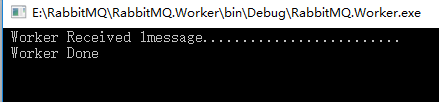 E:\RabbitMQ\RabbitMQ.Worker\bin\Debug\RabbitMQ.Worker.exe
Worker Received 1message.........................
Worker Done